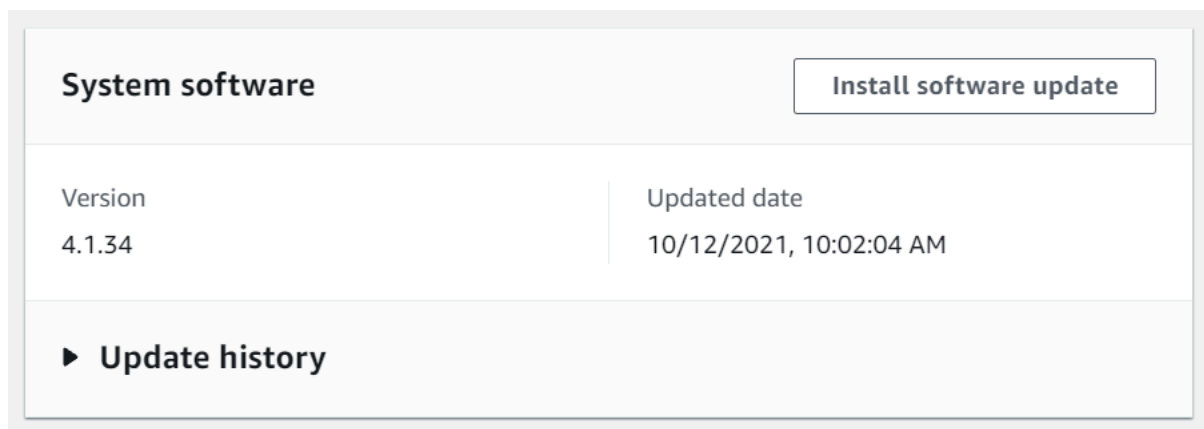 System software
Install software update
Version
Updated date
4.1.34
10/12/2021, 10:02:04 AM
Update history